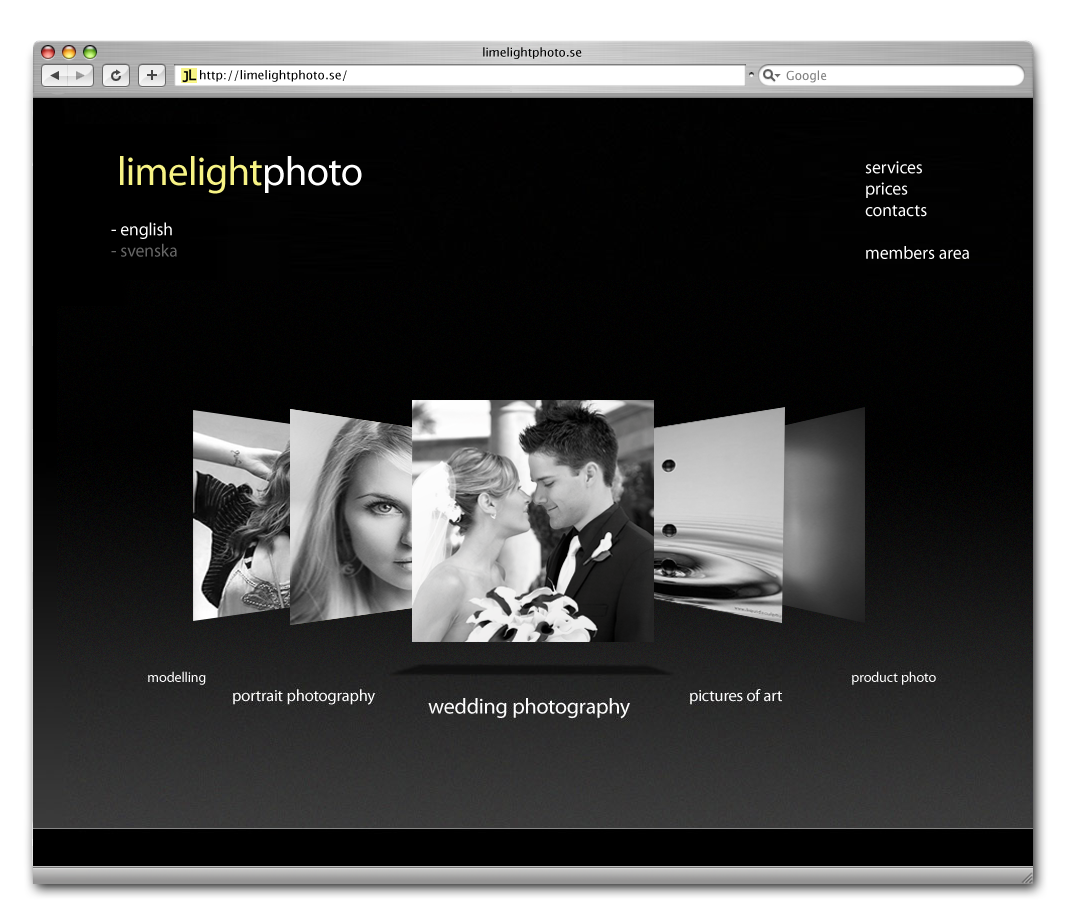 limelightphoto.se
JL http://limelightphoto.se/
Google
limelightphoto
services
prices
contacts
members area
- english
- svenska
modelling
portrait photography
wedding photography
pictures of art
product photo